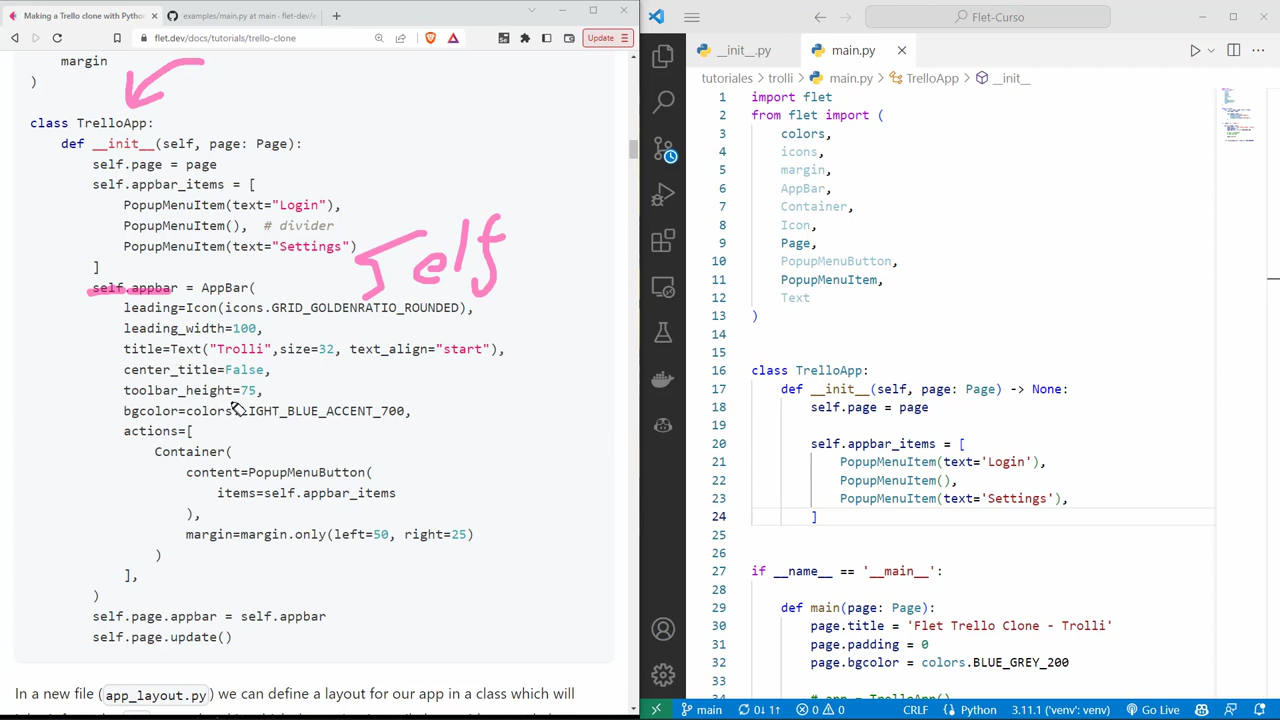 Making a Trello clone with Pytho
examples/main.py at main · flet-dev/e
flet.dev/docs/tutorials/trello-clone
Update
margin
)
class TrelloApp:
def __init__(self, page: Page):
self.page = page
self.appbar_items = [
PopupMenuItem(text="Login"),
PopupMenuItem(),  # divider
PopupMenuItem(text="Settings")
]
self
self.appbar = AppBar(
leading=Icon(icons.GRID_GOLDENRATIO_ROUNDED),
leading_width=100,
title=Text("Trolli",size=32, text_align="start"),
center_title=False,
toolbar_height=75,
bgcolor=colors.LIGHT_BLUE_ACCENT_700,
actions=[
Container(
content=PopupMenuButton(
items=self.appbar_items
),
margin=margin.only(left=50, right=25)
)
],
)
self.page.appbar = self.appbar
self.page.update()
In a new file (app_layout.py) we can define a layout for our app in a class which will
Flet-Curso
__init__.py
main.py
tutoriales > trolli > main.py > TrelloApp > __init__
1 import flet
2 from flet import (
3 colors,
4 icons,
5 margin,
6 AppBar,
7 Container,
8 Icon,
9 Page,
10 PopupMenuButton,
11 PopupMenuItem,
12 Text
13 )
14
15
16 class TrelloApp:
17 def __init__(self, page: Page) -> None:
18 self.page = page
19
20 self.appbar_items = [
21 PopupMenuItem(text='Login'),
22 PopupMenuItem(),
23 PopupMenuItem(text='Settings'),
24 ]
25
26
27 if __name__ == '__main__':
28
29 def main(page: Page):
30 page.title = 'Flet Trello Clone - Trolli'
31 page.padding = 0
32 page.bgcolor = colors.BLUE_GREY_200
33
34 # app = TrelloApp()
main 0↓ 1↑ 0 0 CRLF Python 3.11.1 ('venv': venv) Go Live